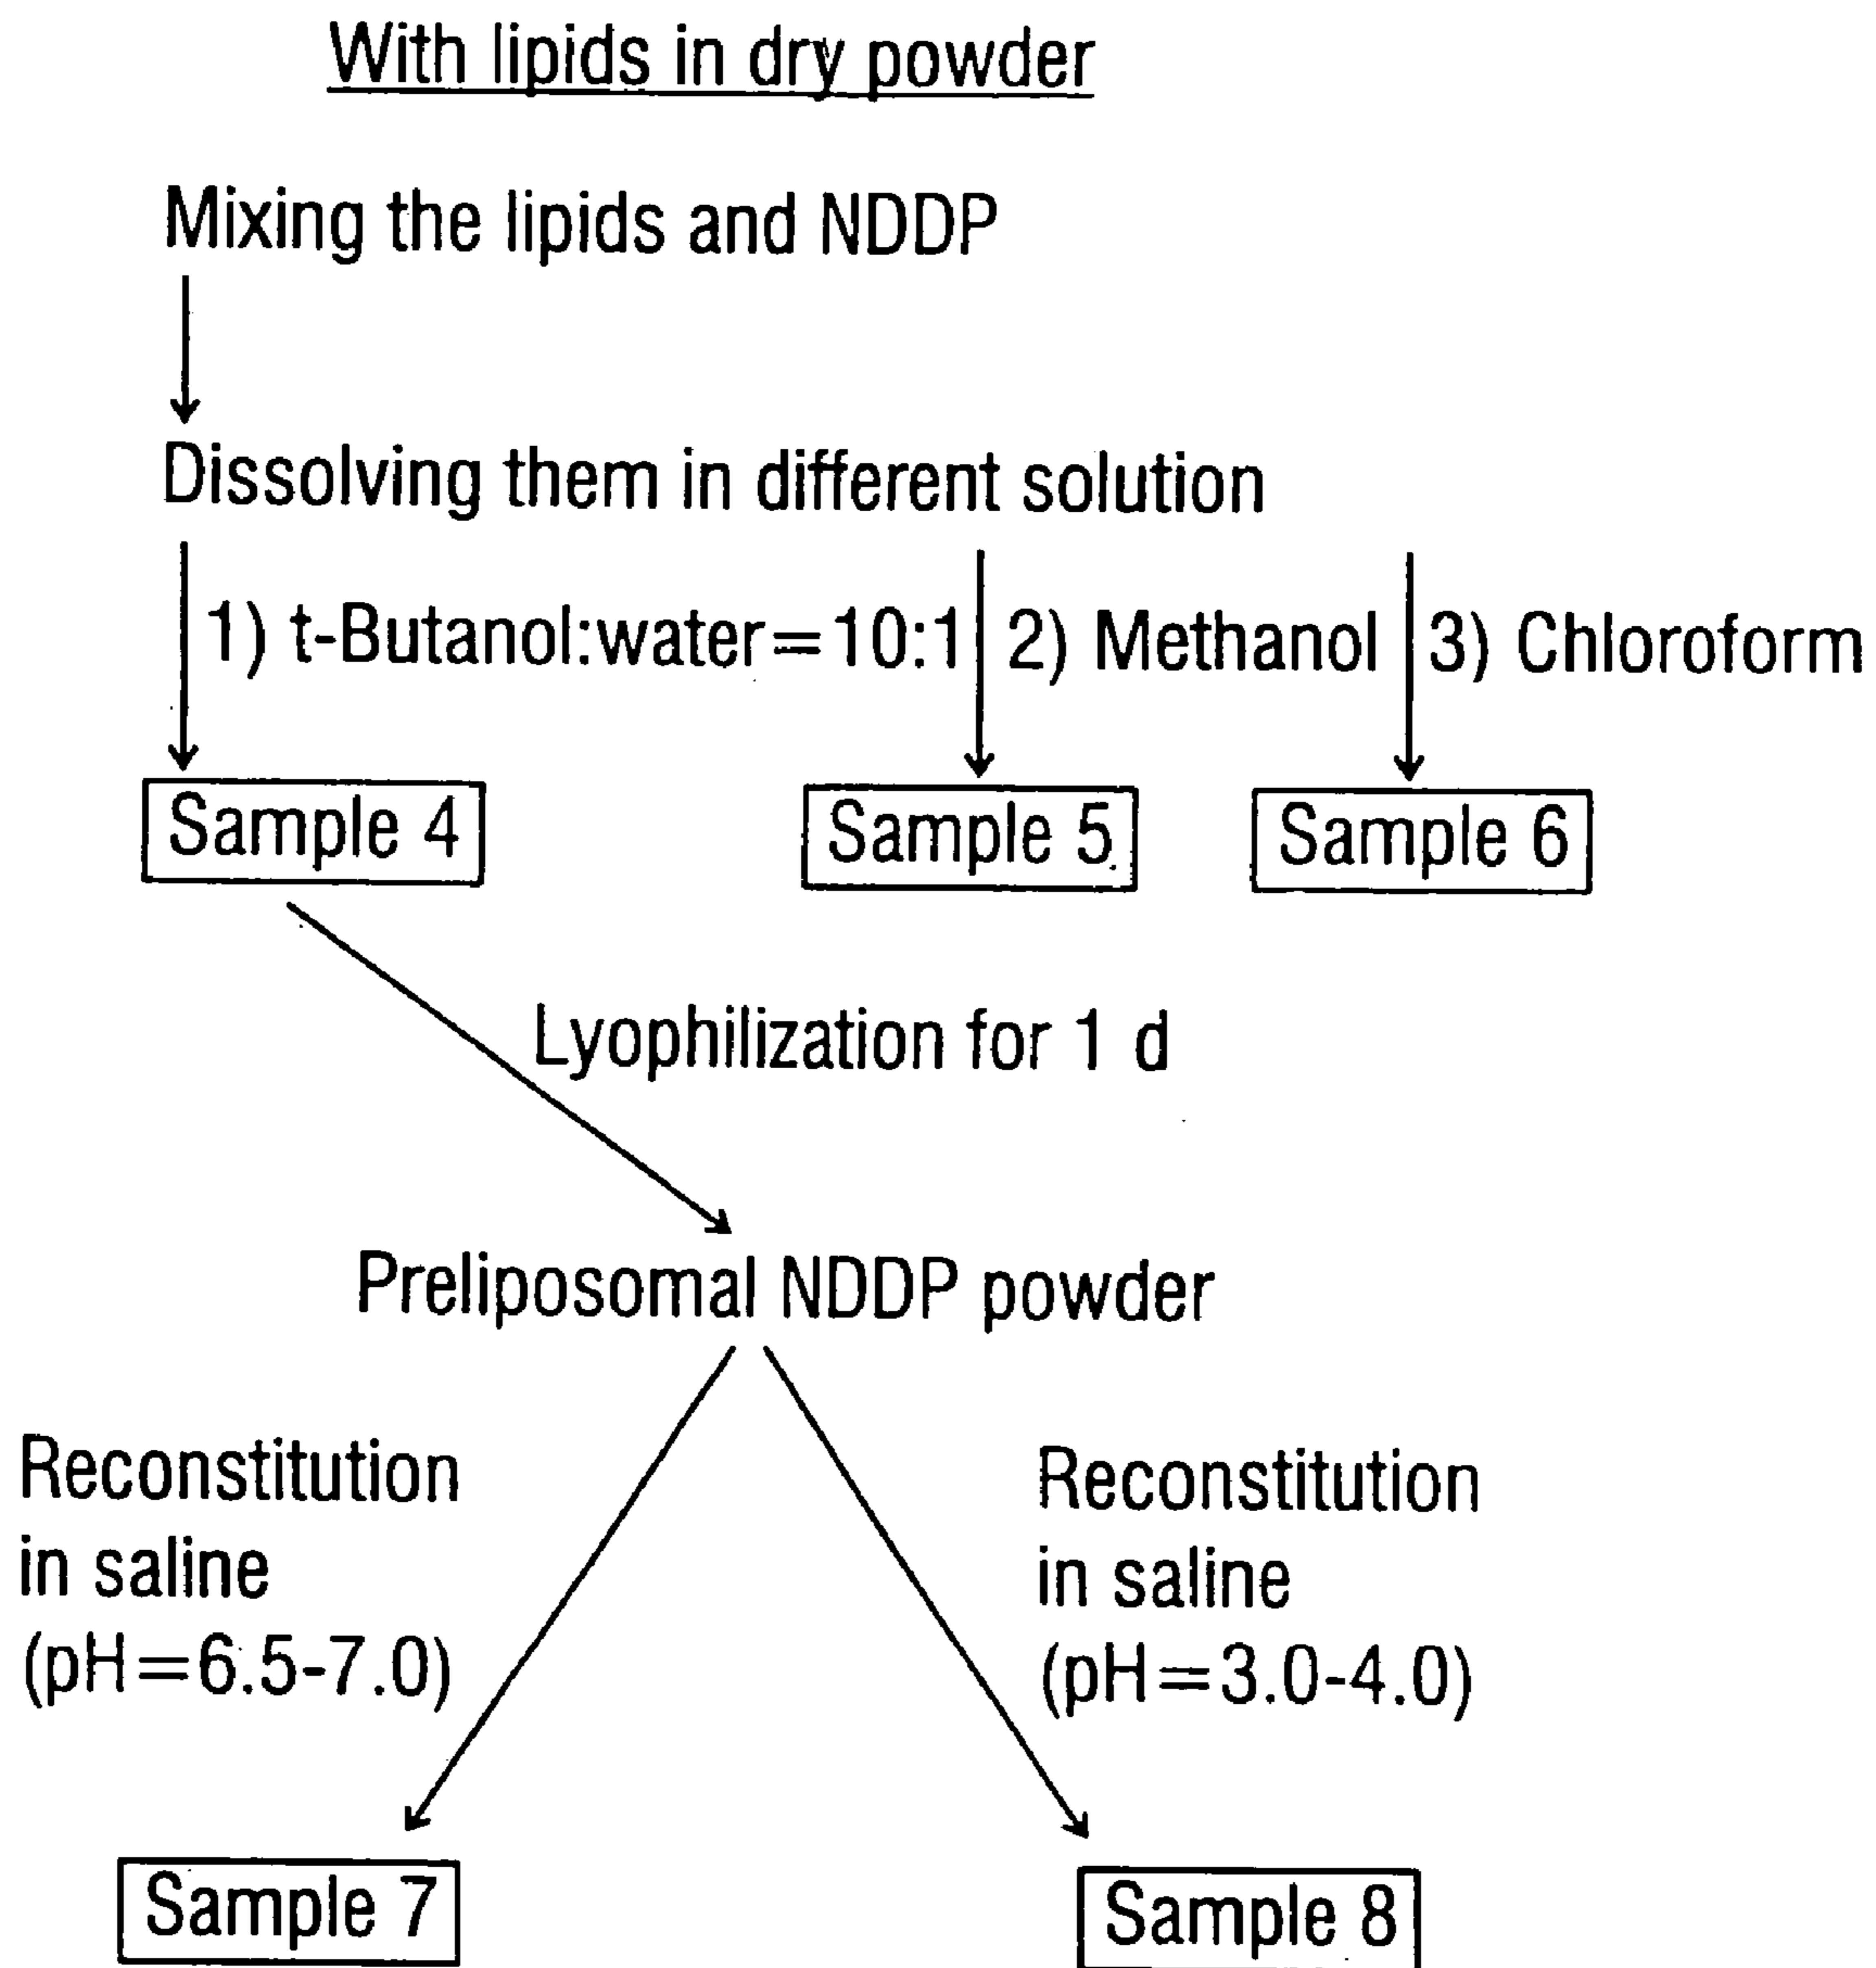 With lipids in dry powder
Mixing the lipids and NDDP
Dissolving them in different solution
1) t-Butanol:water=10:1 2) Methanol 3) Chloroform
Sample 4 Sample 5 Sample 6
Lyophilization for 1 d
Preliposomal NDDP powder
Reconstitution
in saline
(pH=6.5-7.0)
Reconstitution
in saline
(pH=3.0-4.0)
Sample 7 Sample 8